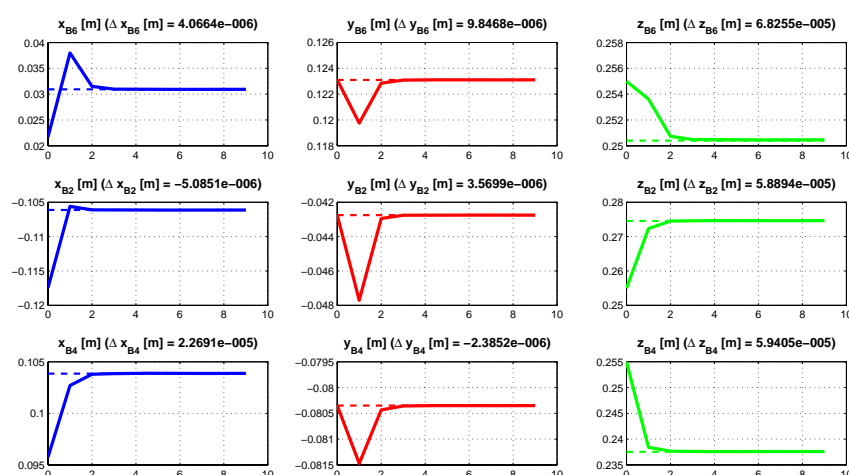 x_B6 [m] (Δ x_B6 [m] = 4.0664e−006)
y_B6 [m] (Δ y_B6 [m] = 9.8468e−006)
z_B6 [m] (Δ z_B6 [m] = 6.8255e−005)
0.04 0.126 0.258
0.035 0.124 0.256
0.03 0.122 0.254
0.025 0.12 0.252
0.02 0.118 0.25
0 2 4 6 8 10 0 2 4 6 8 10 0 2 4 6 8 10
x_B2 [m] (Δ x_B2 [m] = −5.0851e−006)
y_B2 [m] (Δ y_B2 [m] = 3.5699e−006)
z_B2 [m] (Δ z_B2 [m] = 5.8894e−005)
−0.105 −0.042 0.28
−0.11 −0.044 0.27
−0.115 −0.046 0.26
−0.12 −0.048 0.25
0 2 4 6 8 10 0 2 4 6 8 10 0 2 4 6 8 10
x_B4 [m] (Δ x_B4 [m] = 2.2691e−005)
y_B4 [m] (Δ y_B4 [m] = −2.3852e−006)
z_B4 [m] (Δ z_B4 [m] = 5.9405e−005)
0.105 −0.0795 0.255
−0.08 0.25
0.1 −0.0805 0.245
−0.081 0.24
0.095 −0.0815 0.235
0 2 4 6 8 10 0 2 4 6 8 10 0 2 4 6 8 10